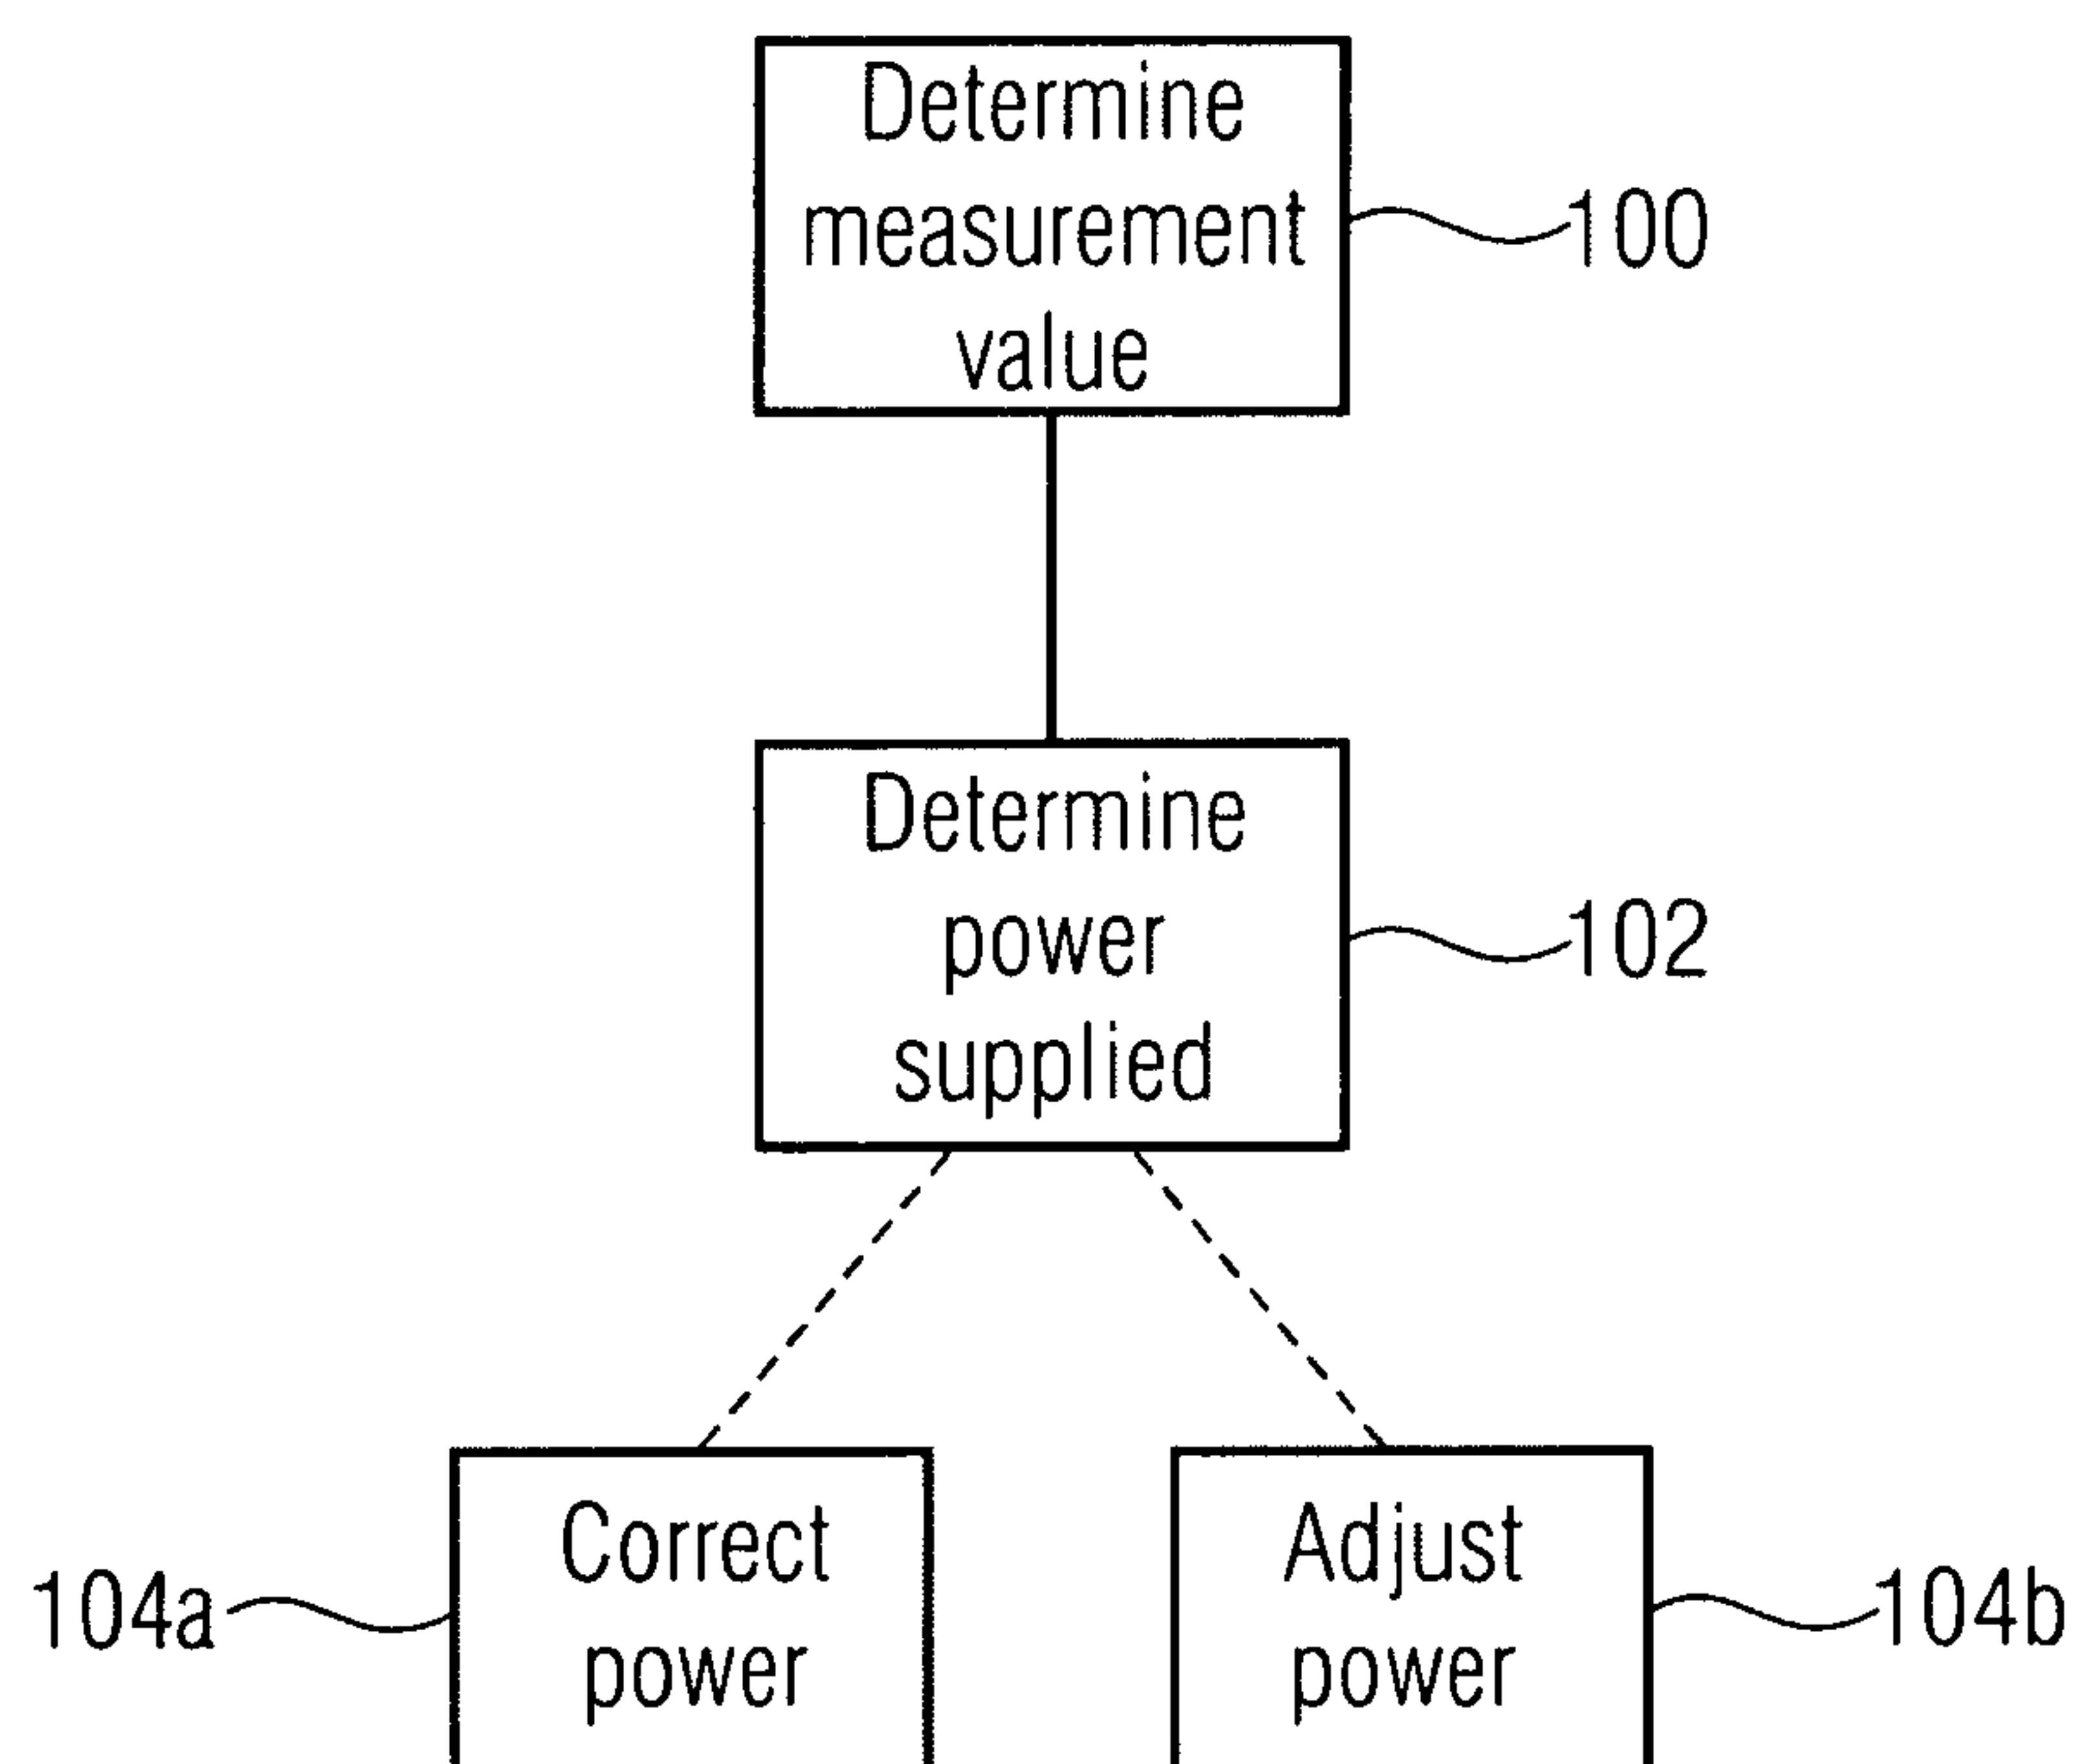 Determine
measurement
value
100
Determine
power
supplied
102
Correct
power
104a
Adjust
power
104b